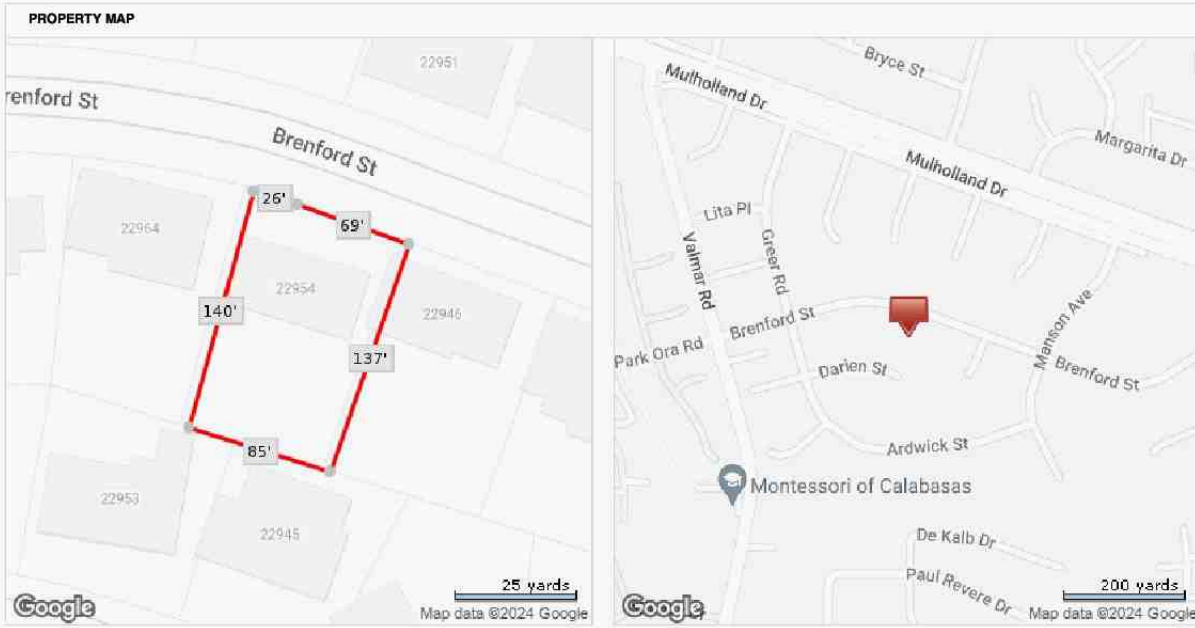 PROPERTY MAP
22951
renford St
Brenford St
26'
69'
22964
22954
22946
140'
137'
85'
22953
22945
25 yards
Google
Map data ©2024 Google
Bryce St
Mulholland Dr
Margarita Dr
Mulholland Dr
Lita Pl
Greer Rd
Valmar Rd
Brenford St
Manson Ave
Park Ora Rd
Darien St
Brenford St
Ardwick St
Montessori of Calabasas
De Kalb Dr
Paul Revere Dr
200 yards
Google
Map data ©2024 Google